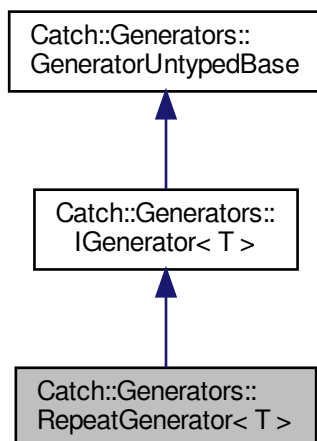 Catch::Generators::
GeneratorUntypedBase
Catch::Generators::
IGenerator< T >
Catch::Generators::
RepeatGenerator< T >